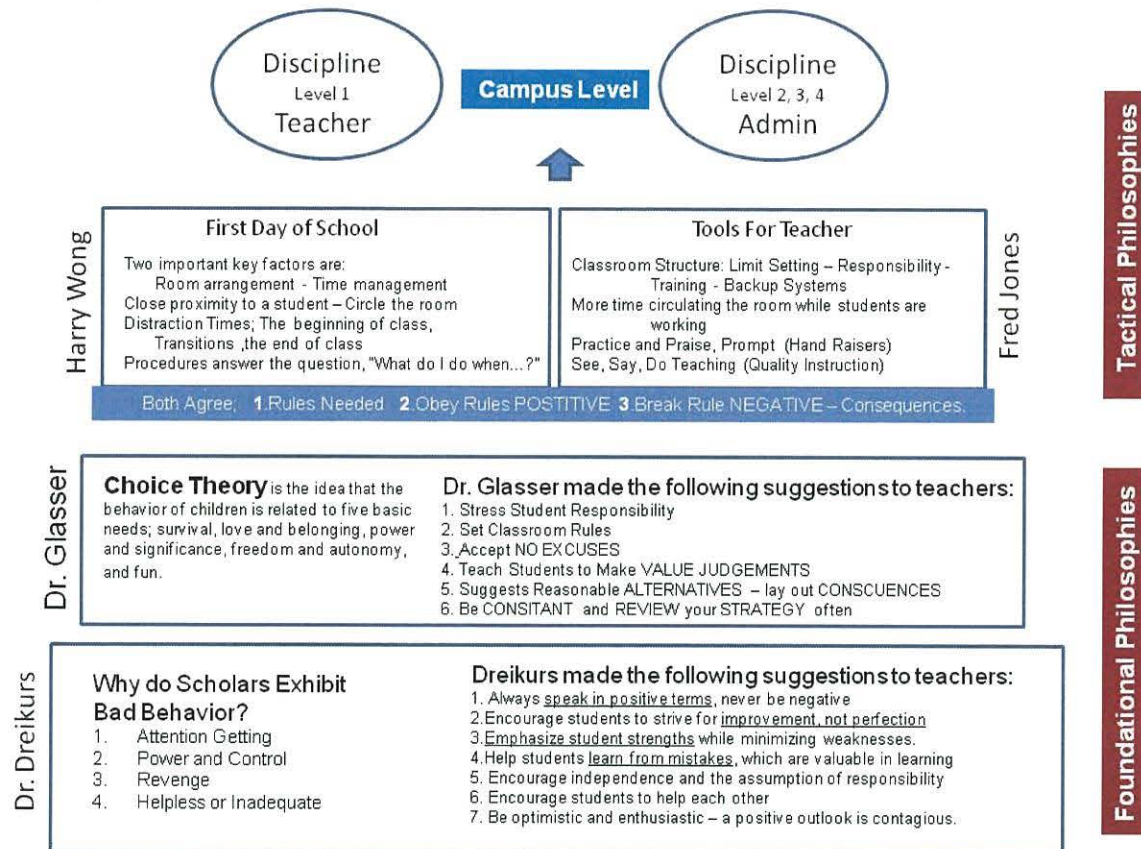 Discipline
Level 1
Teacher
Campus Level
Discipline
Level 2, 3, 4
Admin
Tactical Philosophies
Harry Wong
First Day of School
Two important key factors are:
Room arrangement - Time management
Close proximity to a student – Circle the room
Distraction Times; The beginning of class,
Transitions ,the end of class
Procedures answer the question, "What do I do when...?"
Tools For Teacher
Classroom Structure: Limit Setting – Responsibility -
Training - Backup Systems
More time circulating the room while students are
working
Practice and Praise, Prompt (Hand Raisers)
See, Say, Do Teaching (Quality Instruction)
Fred Jones
Both Agree; 1.Rules Needed 2.Obey Rules POSTITIVE 3.Break Rule NEGATIVE – Consequences.
Foundational Philosophies
Dr. Glasser
Choice Theory is the idea that the
behavior of children is related to five basic
needs; survival, love and belonging, power
and significance, freedom and autonomy,
and fun.
Dr. Glasser made the following suggestions to teachers:
1. Stress Student Responsibility
2. Set Classroom Rules
3. Accept NO EXCUSES
4. Teach Students to Make VALUE JUDGEMENTS
5. Suggests Reasonable ALTERNATIVES – lay out CONSCUENCES
6. Be CONSITANT and REVIEW your STRATEGY often
Dr. Dreikurs
Why do Scholars Exhibit
Bad Behavior?
1. Attention Getting
2. Power and Control
3. Revenge
4. Helpless or Inadequate
Dreikurs made the following suggestions to teachers:
1. Always speak in positive terms, never be negative
2.Encourage students to strive for improvement, not perfection
3.Emphasize student strengths while minimizing weaknesses.
4.Help students learn from mistakes, which are valuable in learning
5. Encourage independence and the assumption of responsibility
6. Encourage students to help each other
7. Be optimistic and enthusiastic – a positive outlook is contagious.